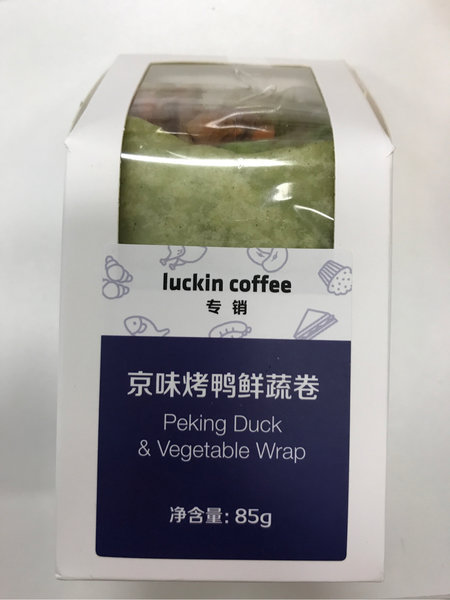 luckin coffee
专销
京味烤鸭鲜蔬卷
Peking Duck
& Vegetable Wrap
净含量: 85g